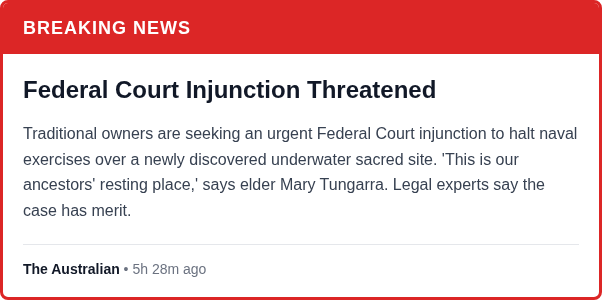 BREAKING NEWS
Federal Court Injunction Threatened
Traditional owners are seeking an urgent Federal Court injunction to halt naval
exercises over a newly discovered underwater sacred site. 'This is our
ancestors' resting place,' says elder Mary Tungarra. Legal experts say the
case has merit.
The Australian • 5h 28m ago